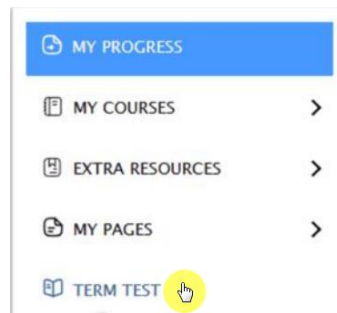 MY PROGRESS
MY COURSES
EXTRA RESOURCES
MY PAGES
TERM TEST